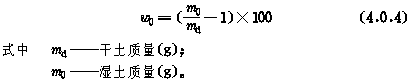 w₀ = (m₀/m_d − 1) × 100 (4.0.4)
式中 m_d——干土质量(g);
m₀——湿土质量(g)。